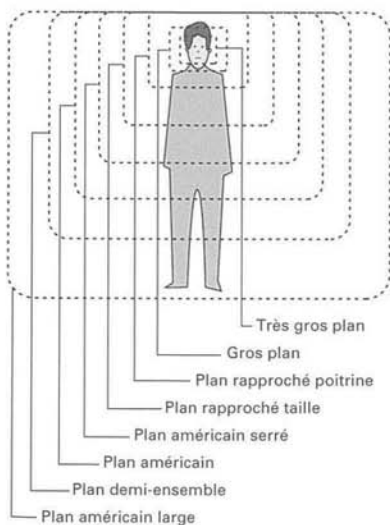 Très gros plan
Gros plan
Plan rapproché poitrine
Plan rapproché taille
Plan américain serré
Plan américain
Plan demi-ensemble
Plan américain large